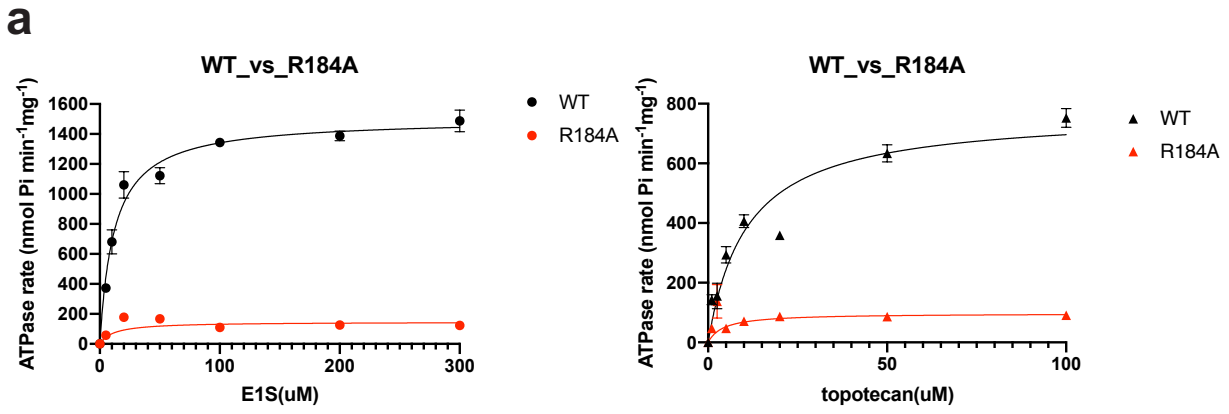 a
WT_vs_R184A
ATPase rate (nmol Pi min-1mg-1)
1600
1400
1200
1000
800
600
400
200
0
0
100
200
300
E1S(uM)
WT
R184A
WT_vs_R184A
ATPase rate (nmol Pi min-1mg-1)
800
600
400
200
0
0
50
100
topotecan(uM)
WT
R184A